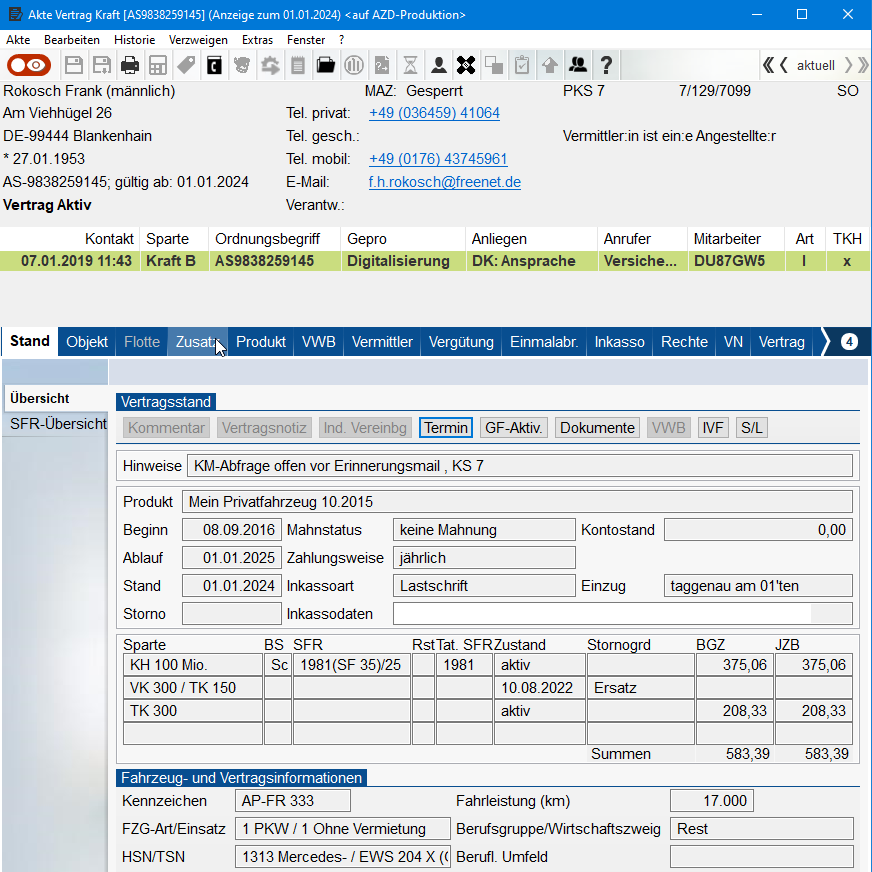 Akte Vertrag Kraft [AS9838259145] (Anzeige zum 01.01.2024) <auf AZD-Produktion>
Akte Bearbeiten Historie Verzweigen Extras Fenster ?
aktuell
Rokosch Frank (männlich) MAZ: Gesperrt PKS 7 7/129/7099 SO
Am Viehhügel 26 Tel. privat: +49 (036459) 41064
DE-99444 Blankenhain Tel. gesch.: Vermittler:in ist ein:e Angestellte:r
* 27.01.1953 Tel. mobil: +49 (0176) 43745961
AS-9838259145; gültig ab: 01.01.2024 E-Mail: f.h.rokosch@freenet.de
Vertrag Aktiv Verantw.:
Kontakt Sparte Ordnungsbegriff Gepro Anliegen Anrufer Mitarbeiter Art TKH
07.01.2019 11:43 Kraft B AS9838259145 Digitalisierung DK: Ansprache Versiche... DU87GW5 I x
Stand Objekt Flotte Zusatz Produkt VWB Vermittler Vergütung Einmalabr. Inkasso Rechte VN Vertrag 4
Übersicht
SFR-Übersicht
Vertragsstand
Kommentar Vertragsnotiz Ind. Vereinbg Termin GF-Aktiv. Dokumente VWB IVF S/L
Hinweise KM-Abfrage offen vor Erinnerungsmail , KS 7
Produkt Mein Privatfahrzeug 10.2015
Beginn 08.09.2016 Mahnstatus keine Mahnung Kontostand 0,00
Ablauf 01.01.2025 Zahlungsweise jährlich
Stand 01.01.2024 Inkassoart Lastschrift Einzug taggenau am 01'ten
Storno Inkassodaten
Sparte BS SFR Rst Tat. SFR Zustand Stornogrd BGZ JZB
KH 100 Mio. Sc 1981(SF 35)/25 1981 aktiv 375,06 375,06
VK 300 / TK 150 10.08.2022 Ersatz
TK 300 aktiv 208,33 208,33
Summen 583,39 583,39
Fahrzeug- und Vertragsinformationen
Kennzeichen AP-FR 333 Fahrleistung (km) 17.000
FZG-Art/Einsatz 1 PKW / 1 Ohne Vermietung Berufsgruppe/Wirtschaftszweig Rest
HSN/TSN 1313 Mercedes- / EWS 204 X ( Berufl. Umfeld